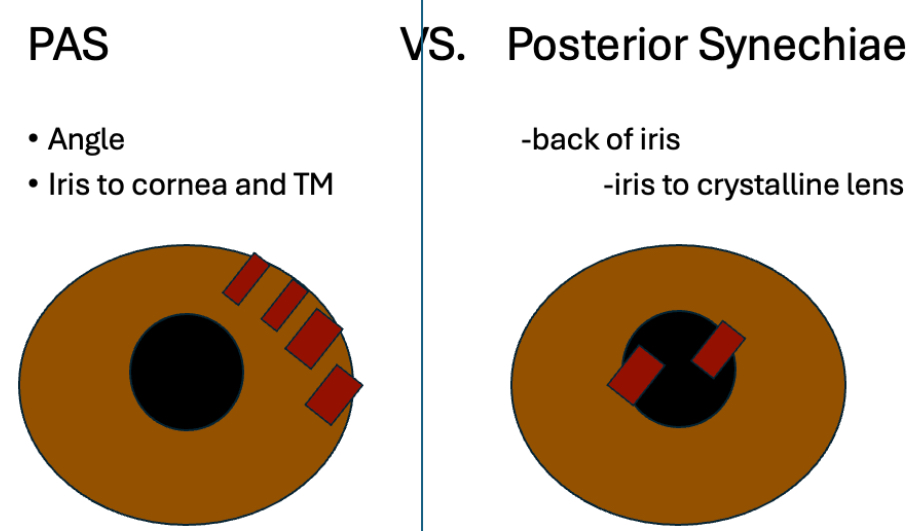 PAS VS. Posterior Synechiae
• Angle
• Iris to cornea and TM
-back of iris
-iris to crystalline lens